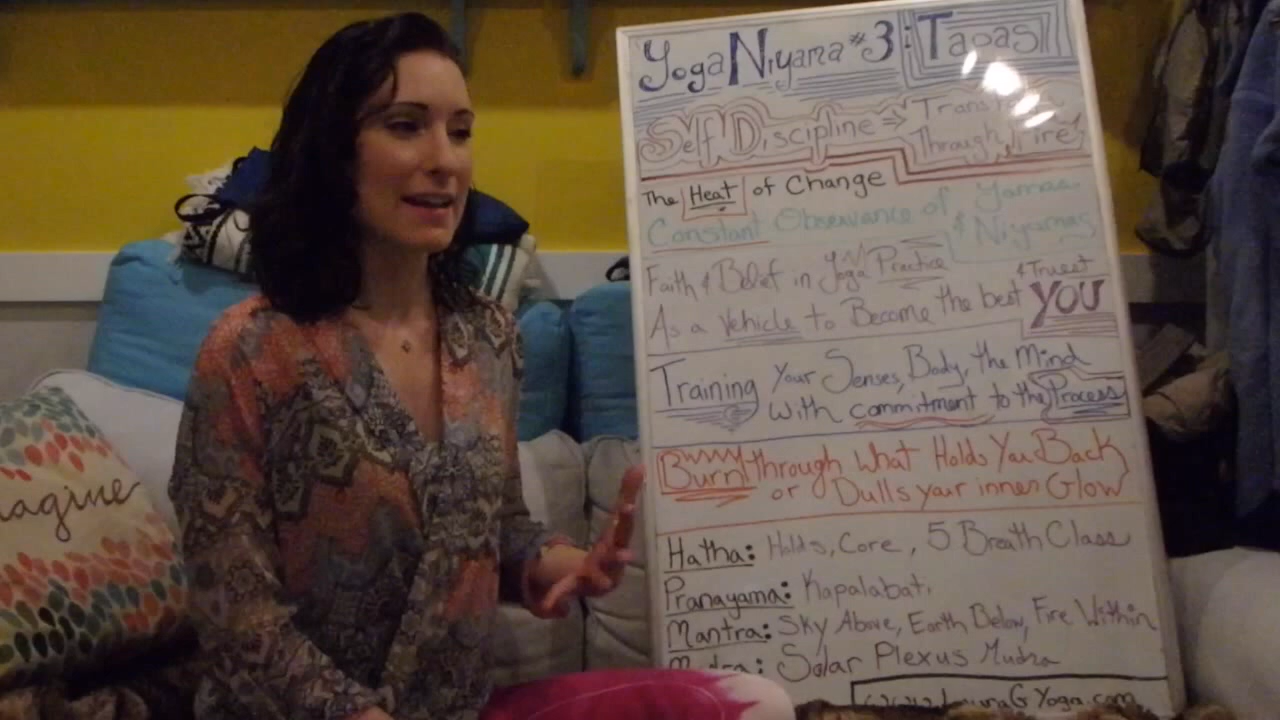 Yoga Niyama #3: Tapas
Self Discipline ⇒
Through Fire
The Heat of Change
Constant Observance of Yamas
& Niyamas
Faith & Belief in Yoga Practice
& Trust
As a Vehicle to Become the best YOU
Training Your Senses, Body, the Mind
with commitment to the Process
Burn through what Holds You Back
or Dulls your inner Glow
Hatha: Holds, Core, 5 Breath Class
Pranayama: Kapalabati
Mantra: Sky Above, Earth Below, Fire Within
Mudra: Solar Plexus Mudra
agine